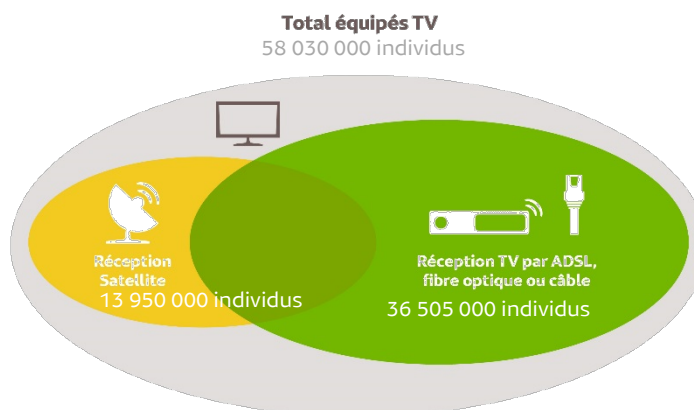 Total équipés TV
58 030 000 individus
Réception
Satellite
13 950 000 individus
Réception TV par ADSL,
fibre optique ou câble
36 505 000 individus